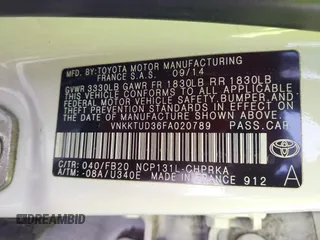 MFD. BY: TOYOTA MOTOR MANUFACTURING
FRANCE S.A.S. 09/14
GVWR 3330LB GAWR FR 1830LB RR 1830LB
THIS VEHICLE CONFORMS TO ALL APPLICABLE
FEDERAL MOTOR VEHICLE SAFETY, BUMPER, AND
THEFT PREVENTION STANDARDS IN EFFECT ON
THE DATE OF MANUFACTURE SHOWN ABOVE.
VNKKTUD36FA020789 PASS.CAR
C/TR: 040/FB20 NCP131L-CHPRKA
A/TM: -08A/U340E
Made in France 912 A
TOYOTA
DREAMBID